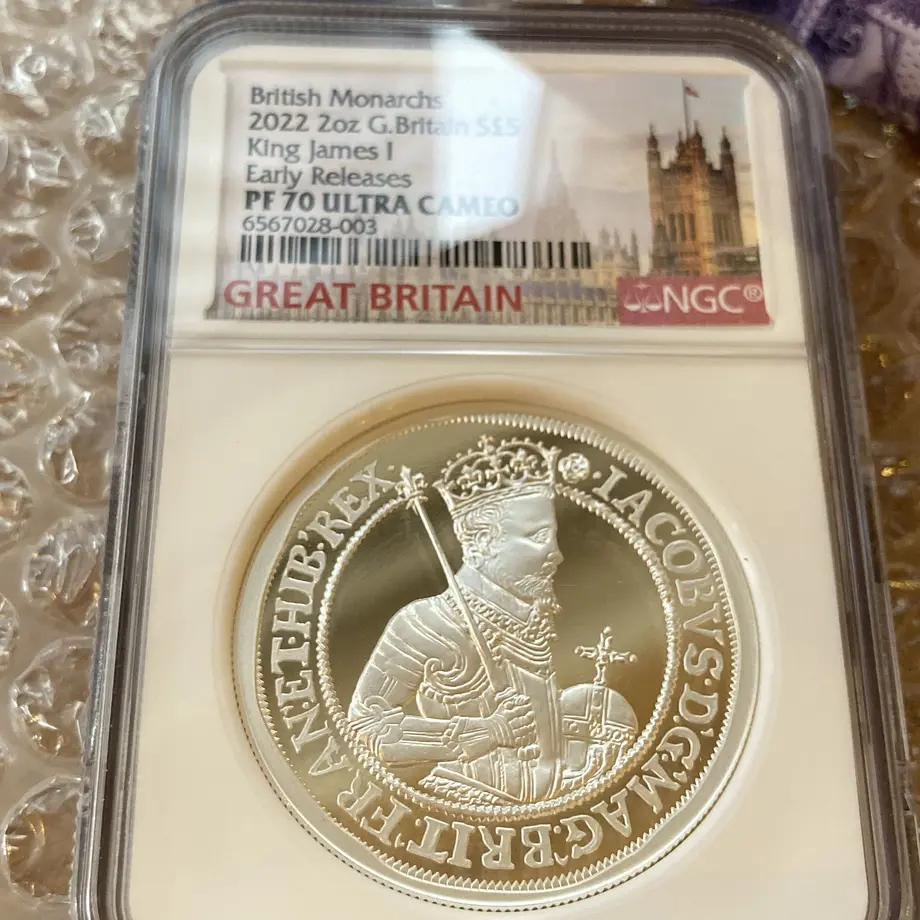 British Monarchs
2022 2oz G.Britain S£5
King James I
Early Releases
PF 70 ULTRA CAMEO
6567028-003
GREAT BRITAIN
NGC®
·IACOBVS·D:G:MAG:BRIT:FRAN:ET·HIB·REX·